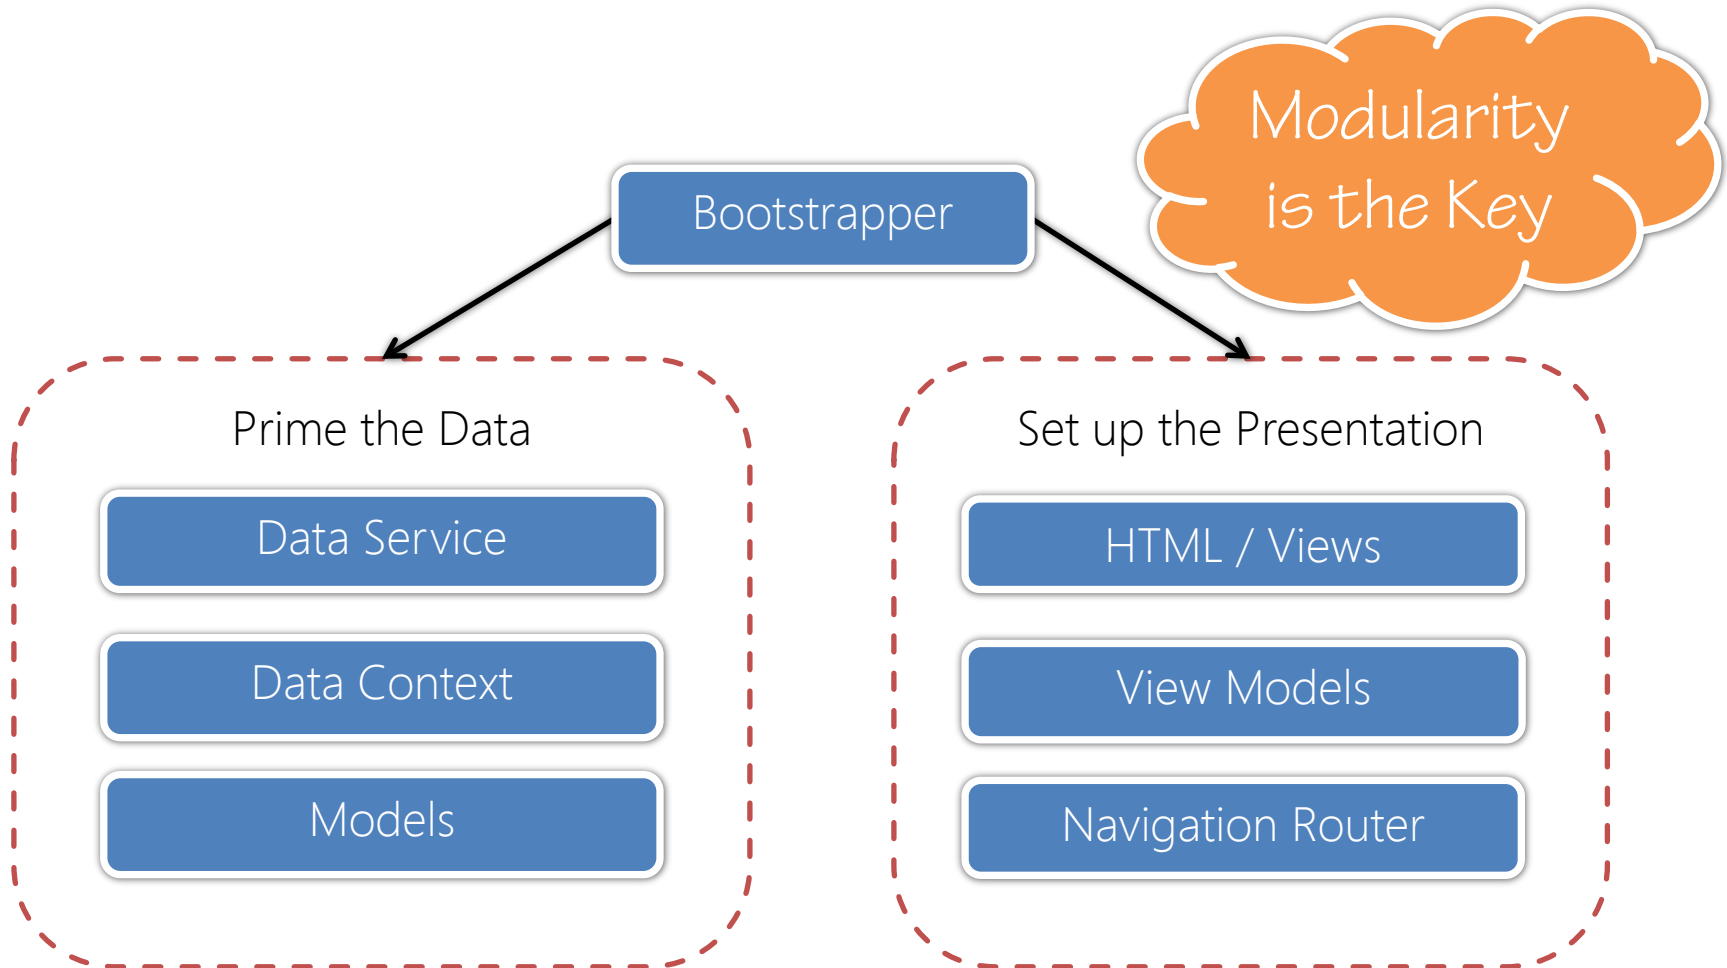 Modularity
is the Key
Bootstrapper
Prime the Data
Data Service
Data Context
Models
Set up the Presentation
HTML / Views
View Models
Navigation Router